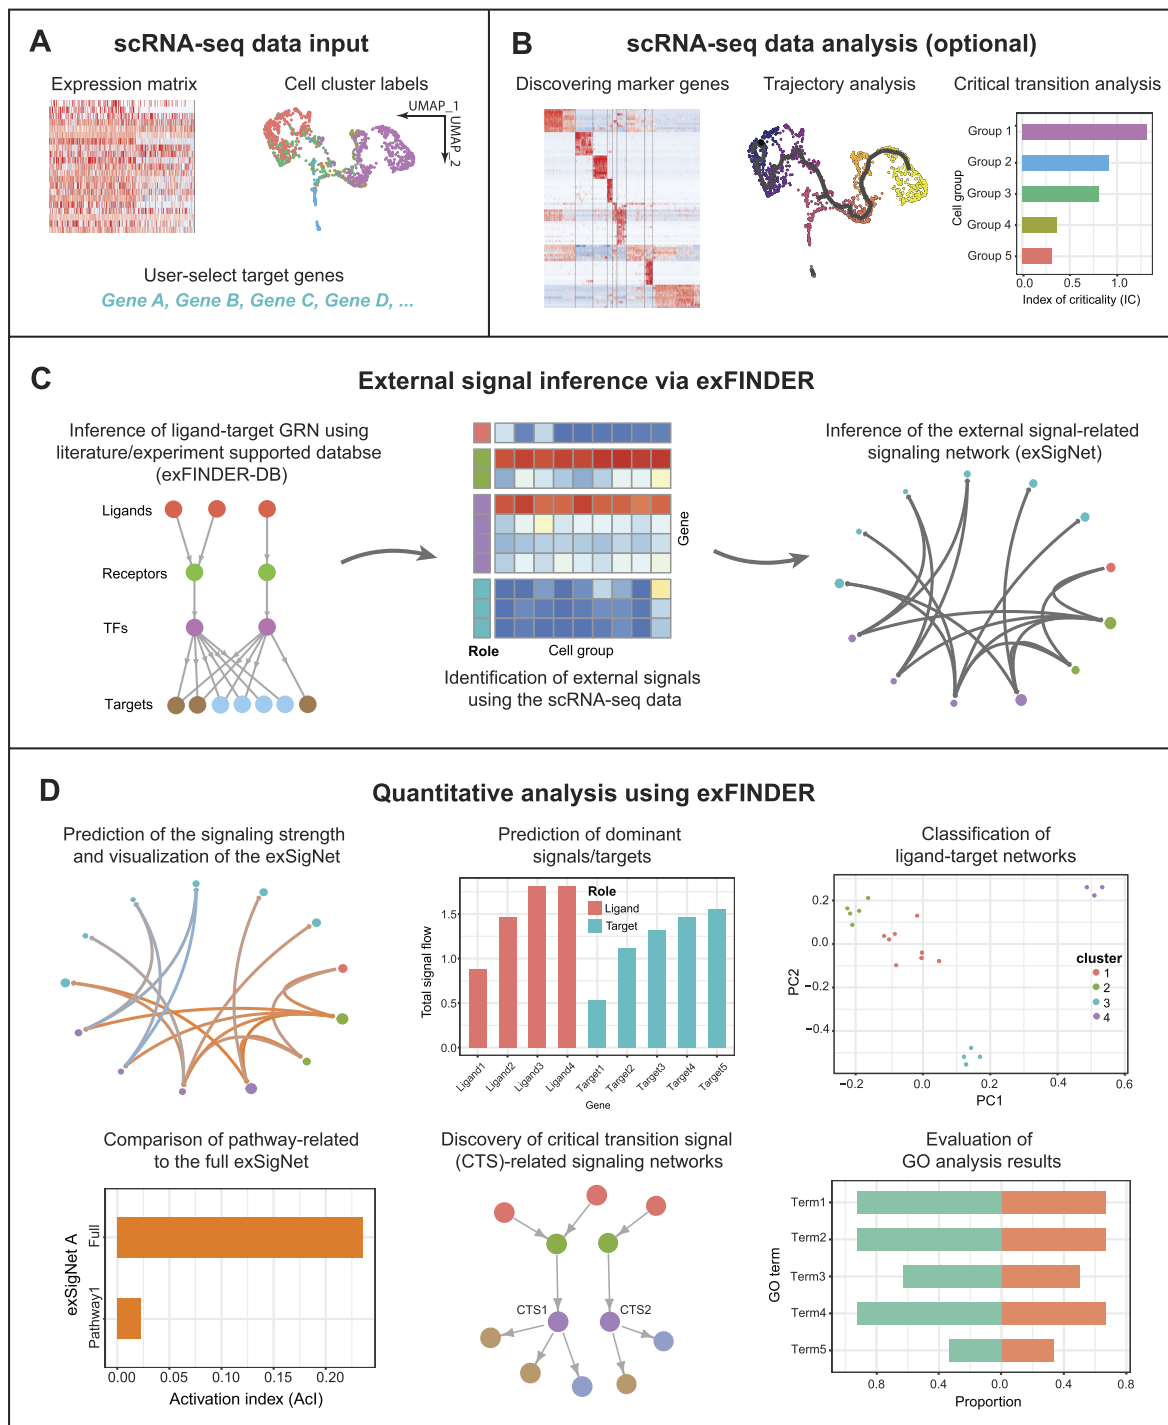 A
scRNA-seq data input
Expression matrix
Cell cluster labels
UMAP_1
UMAP_2
User-select target genes
Gene A, Gene B, Gene C, Gene D, ...
B
scRNA-seq data analysis (optional)
Discovering marker genes
Trajectory analysis
Critical transition analysis
Cell group
Group 1
Group 2
Group 3
Group 4
Group 5
0.0 0.5 1.0
Index of criticality (IC)
C
External signal inference via exFINDER
Inference of ligand-target GRN using
literature/experiment supported databse
(exFINDER-DB)
Ligands
Receptors
TFs
Targets
Gene
Role
Cell group
Identification of external signals
using the scRNA-seq data
Inference of the external signal-related
signaling network (exSigNet)
D
Quantitative analysis using exFINDER
Prediction of the signaling strength
and visualization of the exSigNet
Prediction of dominant
signals/targets
Total signal flow
1.5
1.0
0.5
0.0
Role
Ligand
Target
Ligand1
Ligand2
Ligand3
Ligand4
Target1
Target2
Target3
Target4
Target5
Gene
Classification of
ligand-target networks
PC2
0.2
0.0
−0.2
−0.4
cluster
1
2
3
4
−0.2 0.0 0.2 0.4 0.6
PC1
Comparison of pathway-related
to the full exSigNet
exSigNet A
Full
Pathway1
0.00 0.05 0.10 0.15 0.20
Activation index (AcI)
Discovery of critical transition signal
(CTS)-related signaling networks
CTS1
CTS2
Evaluation of
GO analysis results
GO term
Term1
Term2
Term3
Term4
Term5
0.8 0.4 0.0 0.4 0.8
Proportion